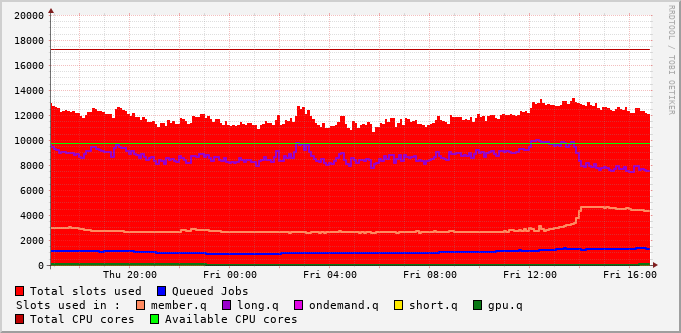 RRDTOOL / TOBI OETIKER
20000
18000
16000
14000
12000
10000
8000
6000
4000
2000
0
Thu 20:00 Fri 00:00 Fri 04:00 Fri 08:00 Fri 12:00 Fri 16:00
Total slots used Queued Jobs
Slots used in : member.q long.q ondemand.q short.q gpu.q
Total CPU cores Available CPU cores